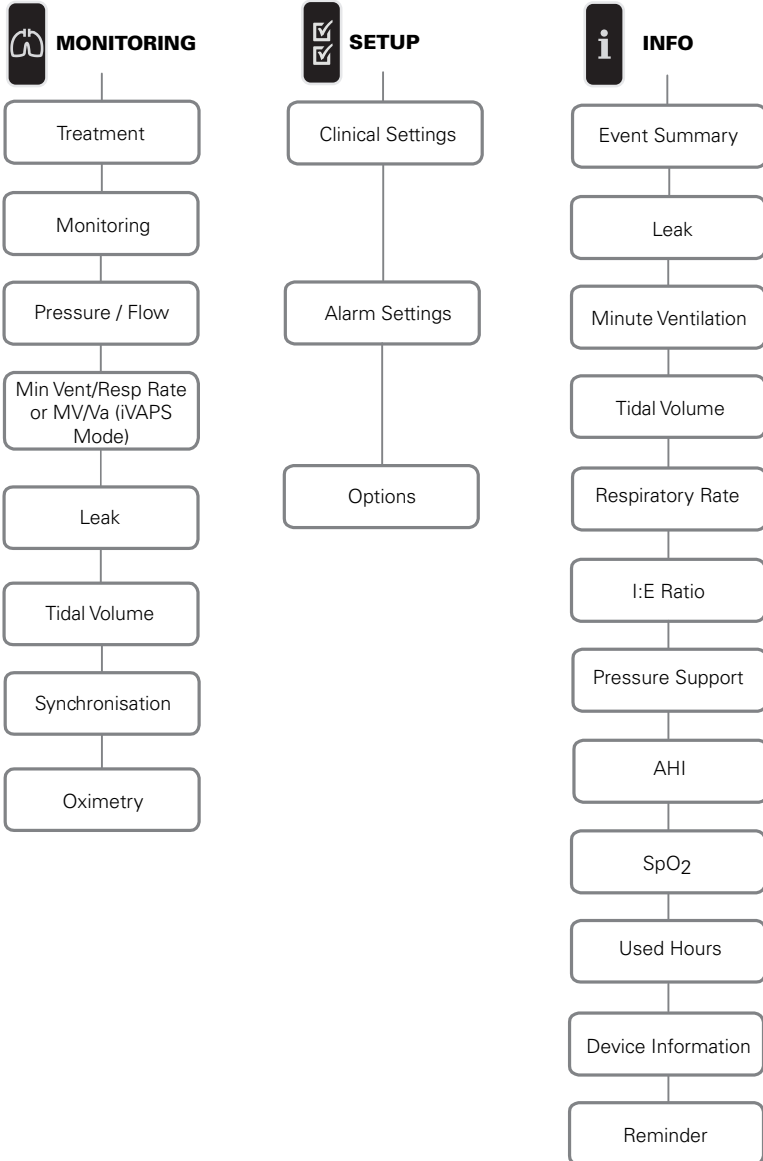 MONITORING
Treatment
Monitoring
Pressure / Flow
Min Vent/Resp Rate
or MV/Va (iVAPS
Mode)
Leak
Tidal Volume
Synchronisation
Oximetry
SETUP
Clinical Settings
Alarm Settings
Options
i INFO
Event Summary
Leak
Minute Ventilation
Tidal Volume
Respiratory Rate
I:E Ratio
Pressure Support
AHI
SpO2
Used Hours
Device Information
Reminder